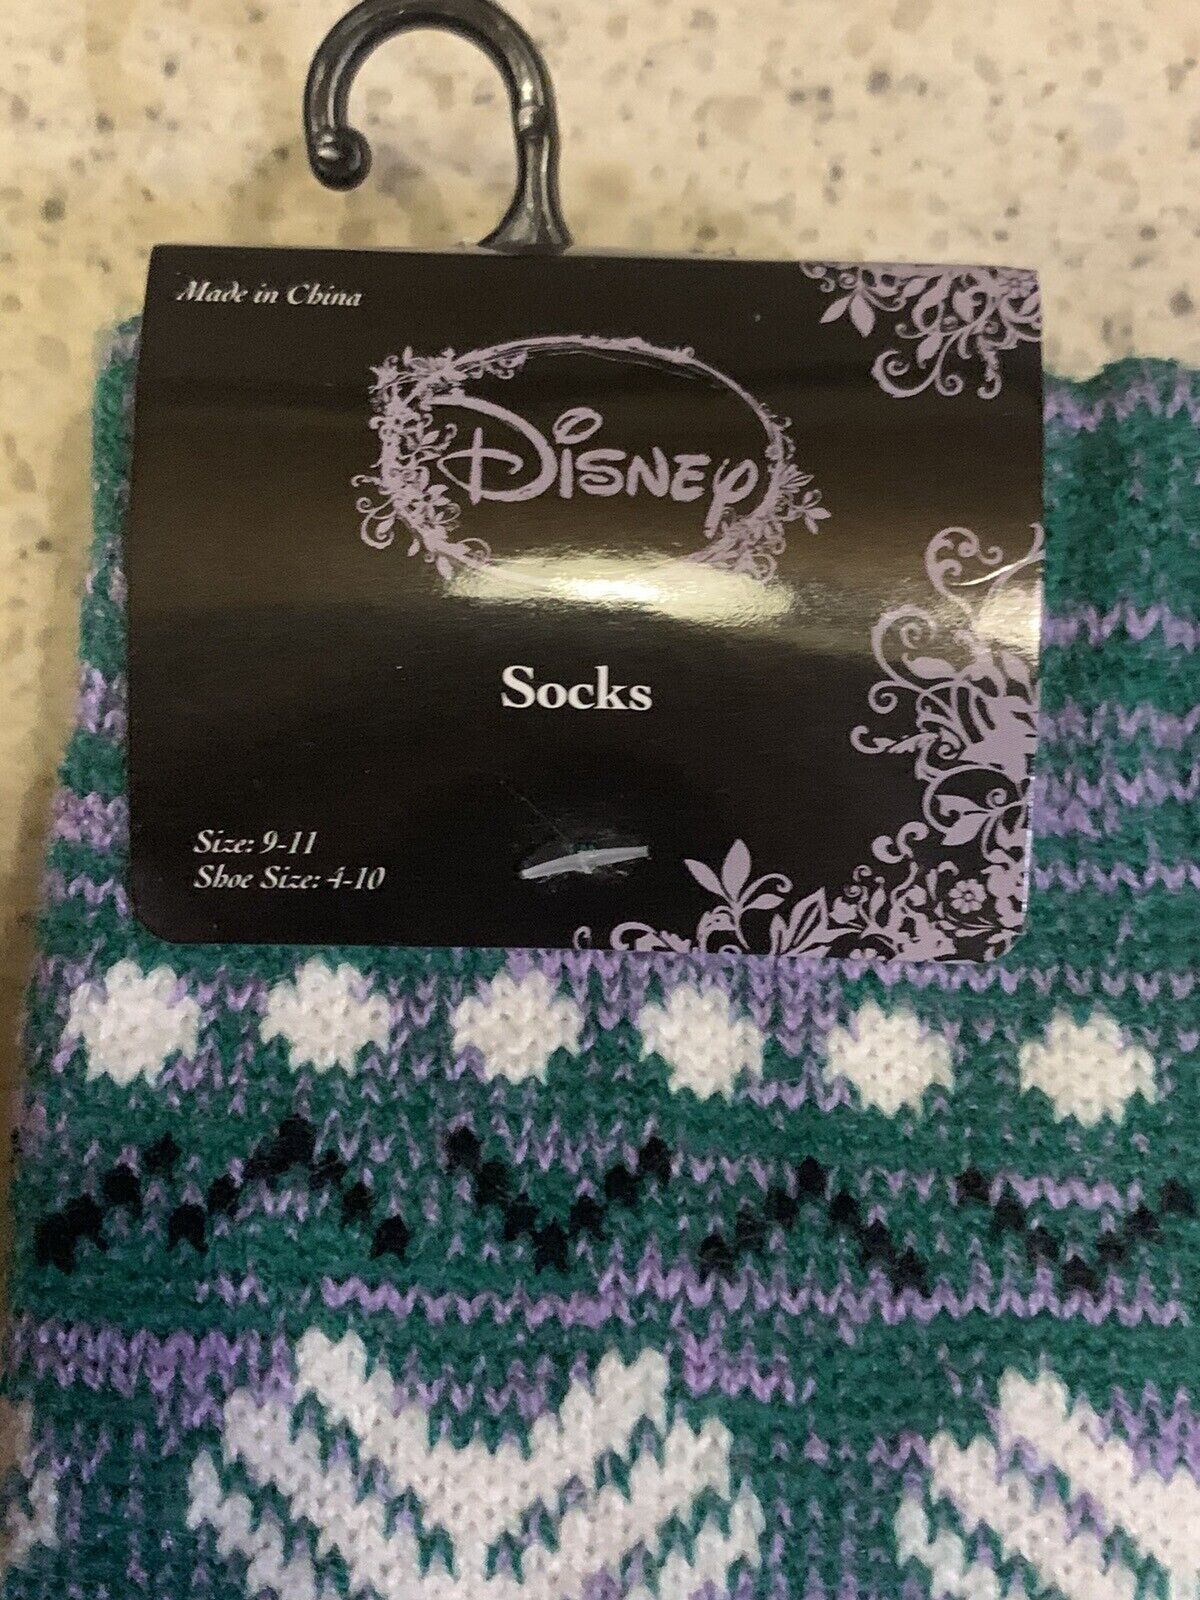 Made in China
Disney
Socks
Size: 9-11
Shoe Size: 4-10